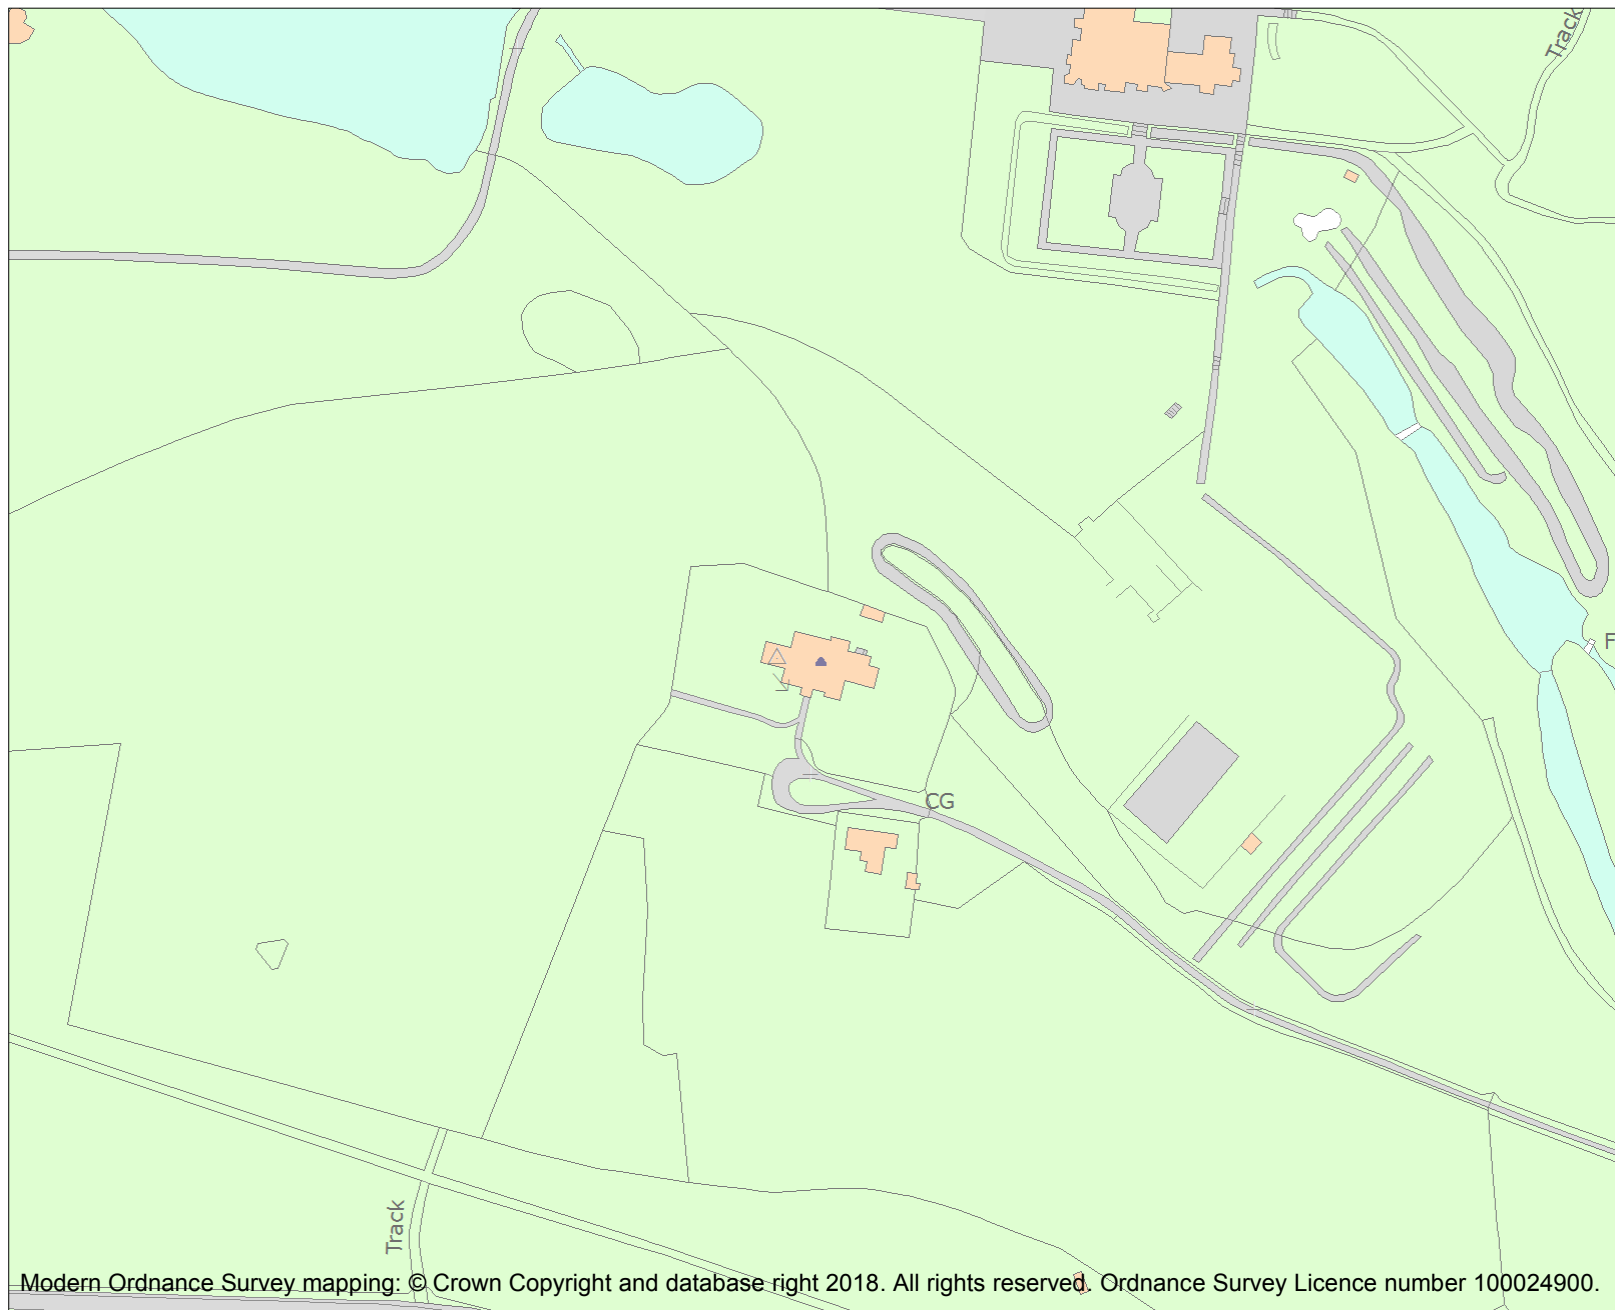 Track
F
CG
Track
Modern Ordnance Survey mapping: © Crown Copyright and database right 2018. All rights reserved. Ordnance Survey Licence number 100024900.